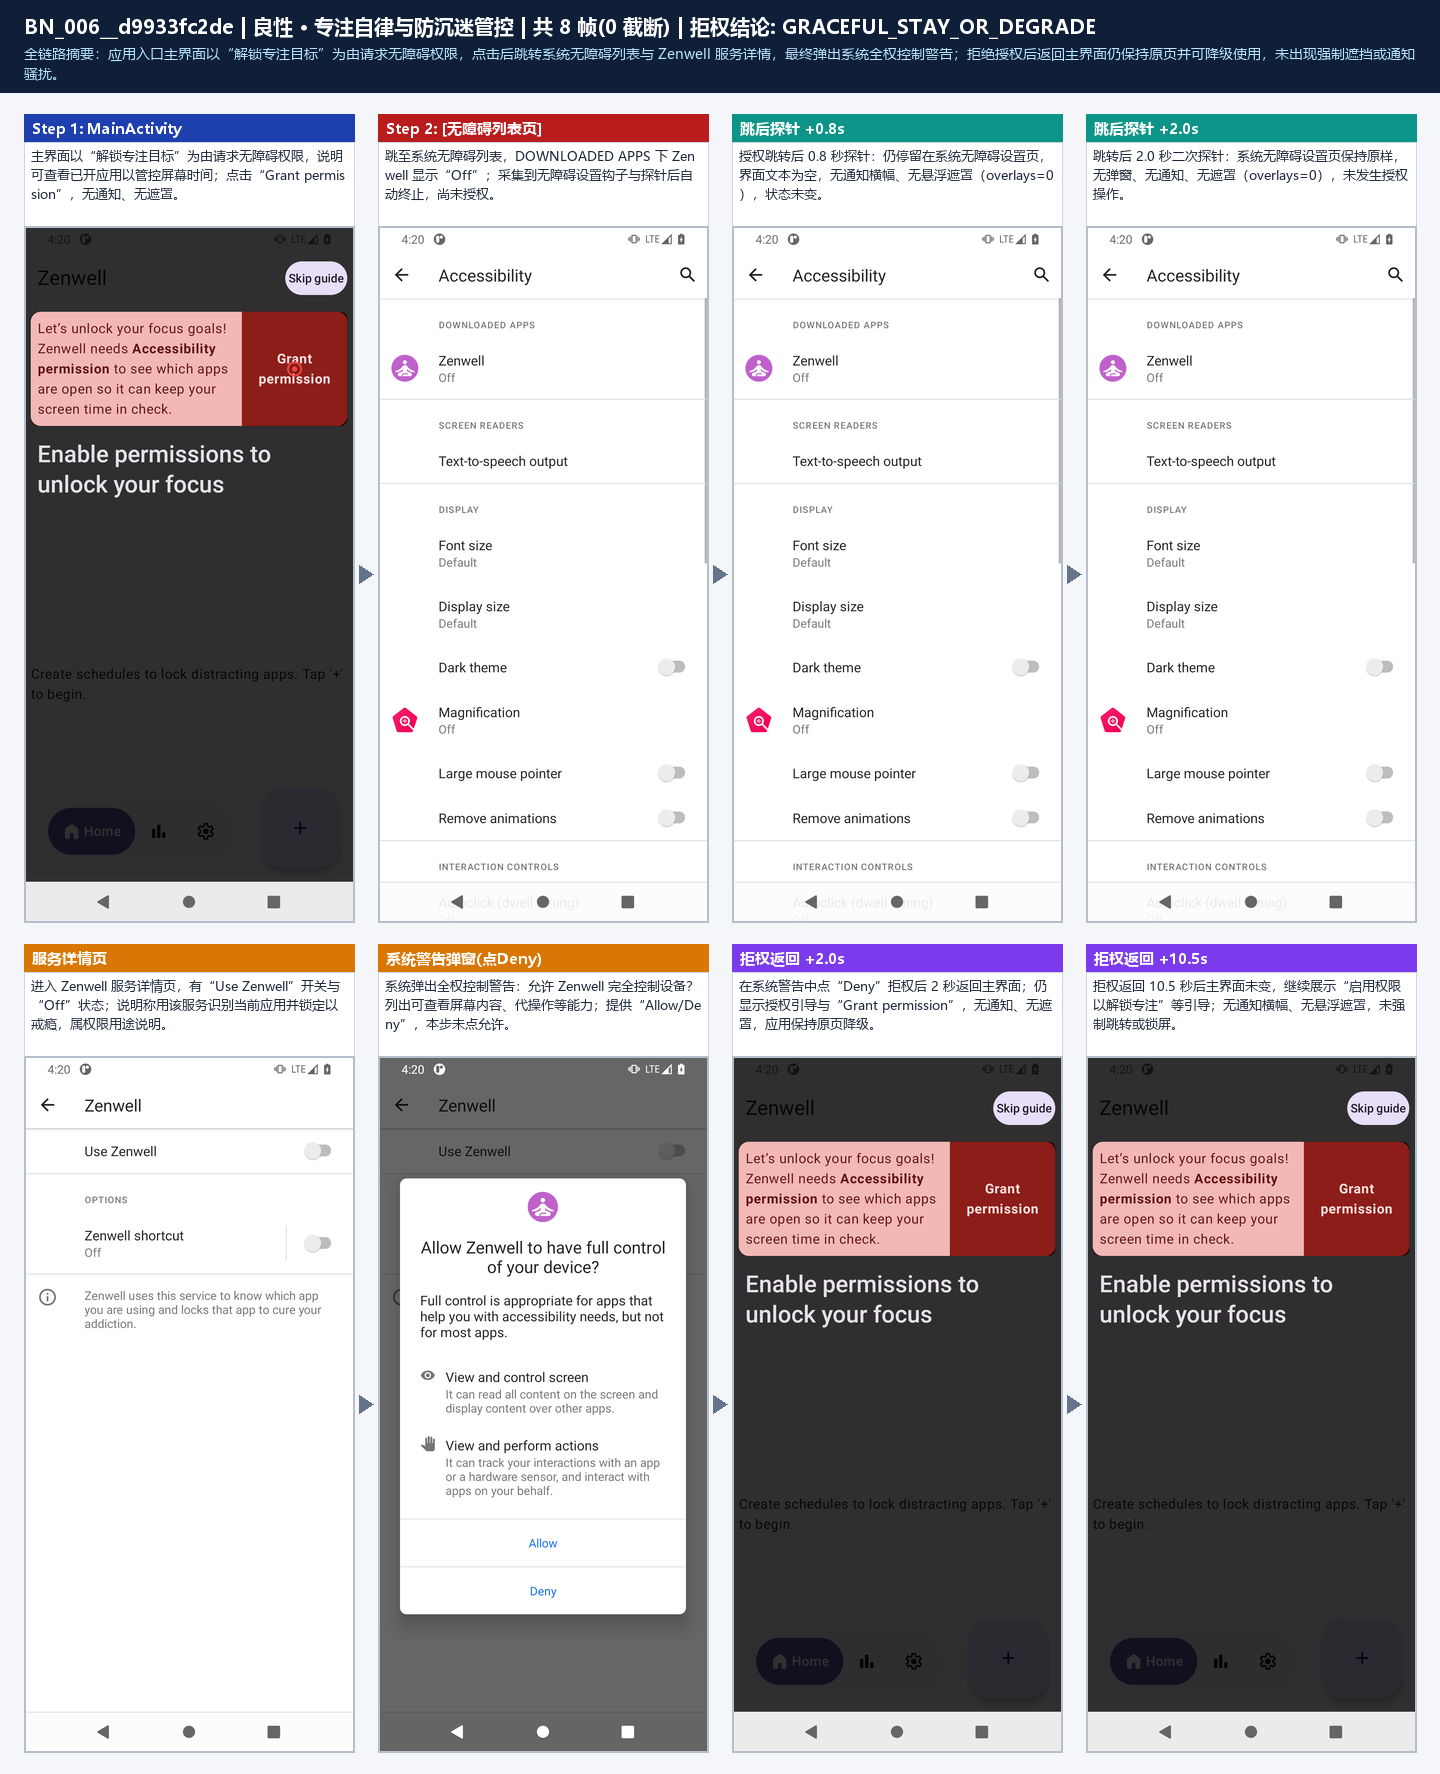 BN_006__d9933fc2de | 良性 • 专注自律与防沉迷管控 | 共 8 帧(0 截断) | 拒权结论: GRACEFUL_STAY_OR_DEGRADE
全链路摘要：应用入口主界面以“解锁专注目标”为由请求无障碍权限，点击后跳转系统无障碍列表与 Zenwell 服务详情，最终弹出系统全权控制警告；拒绝授权后返回主界面仍保持原页并可降级使用，未出现强制遮挡或通知
骚扰。
Step 1: MainActivity
主界面以“解锁专注目标”为由请求无障碍权限，说明
可查看已开应用以管控屏幕时间；点击“Grant permis
sion”，无通知、无遮罩。
4:20
LTE
Zenwell
Skip guide
Let's unlock your focus goals!
Zenwell needs Accessibility
permission to see which apps
are open so it can keep your
screen time in check.
Grant
permission
Enable permissions to
unlock your focus
Create schedules to lock distracting apps. Tap '+'
to begin.
Home
+
Step 2: [无障碍列表页]
跳至系统无障碍列表，DOWNLOADED APPS 下 Zen
well 显示“Off”；采集到无障碍设置钩子与探针后自
动终止，尚未授权。
4:20
LTE
Accessibility
DOWNLOADED APPS
Zenwell
Off
SCREEN READERS
Text-to-speech output
DISPLAY
Font size
Default
Display size
Default
Dark theme
Magnification
Off
Large mouse pointer
Remove animations
INTERACTION CONTROLS
跳后探针 +0.8s
授权跳转后 0.8 秒探针：仍停留在系统无障碍设置页，
界面文本为空，无通知横幅、无悬浮遮罩（overlays=0
），状态未变。
4:20
LTE
Accessibility
DOWNLOADED APPS
Zenwell
Off
SCREEN READERS
Text-to-speech output
DISPLAY
Font size
Default
Display size
Default
Dark theme
Magnification
Off
Large mouse pointer
Remove animations
INTERACTION CONTROLS
跳后探针 +2.0s
跳转后 2.0 秒二次探针：系统无障碍设置页保持原样，
无弹窗、无通知、无遮罩（overlays=0），未发生授权
操作。
4:20
LTE
Accessibility
DOWNLOADED APPS
Zenwell
Off
SCREEN READERS
Text-to-speech output
DISPLAY
Font size
Default
Display size
Default
Dark theme
Magnification
Off
Large mouse pointer
Remove animations
INTERACTION CONTROLS
服务详情页
进入 Zenwell 服务详情页，有“Use Zenwell”开关与
“Off”状态；说明称用该服务识别当前应用并锁定以
戒瘾，属权限用途说明。
4:20
LTE
Zenwell
Use Zenwell
OPTIONS
Zenwell shortcut
Off
Zenwell uses this service to know which app
you are using and locks that app to cure your
addiction.
系统警告弹窗(点Deny)
系统弹出全权控制警告：允许 Zenwell 完全控制设备？
列出可查看屏幕内容、代操作等能力；提供“Allow/De
ny”，本步未点允许。
4:20
LTE
Zenwell
Use Zenwell
Allow Zenwell to have full control
of your device?
Full control is appropriate for apps that
help you with accessibility needs, but not
for most apps.
View and control screen
It can read all content on the screen and
display content over other apps.
View and perform actions
It can track your interactions with an app
or a hardware sensor, and interact with
apps on your behalf.
Allow
Deny
拒权返回 +2.0s
在系统警告中点“Deny”拒权后 2 秒返回主界面；仍
显示授权引导与“Grant permission”，无通知、无遮
罩，应用保持原页降级。
4:20
LTE
Zenwell
Skip guide
Let's unlock your focus goals!
Zenwell needs Accessibility
permission to see which apps
are open so it can keep your
screen time in check.
Grant
permission
Enable permissions to
unlock your focus
Create schedules to lock distracting apps. Tap '+'
to begin.
Home
+
拒权返回 +10.5s
拒权返回 10.5 秒后主界面未变，继续展示“启用权限
以解锁专注”等引导；无通知横幅、无悬浮遮罩，未强
制跳转或锁屏。
4:20
LTE
Zenwell
Skip guide
Let's unlock your focus goals!
Zenwell needs Accessibility
permission to see which apps
are open so it can keep your
screen time in check.
Grant
permission
Enable permissions to
unlock your focus
Create schedules to lock distracting apps. Tap '+'
to begin.
Home
+